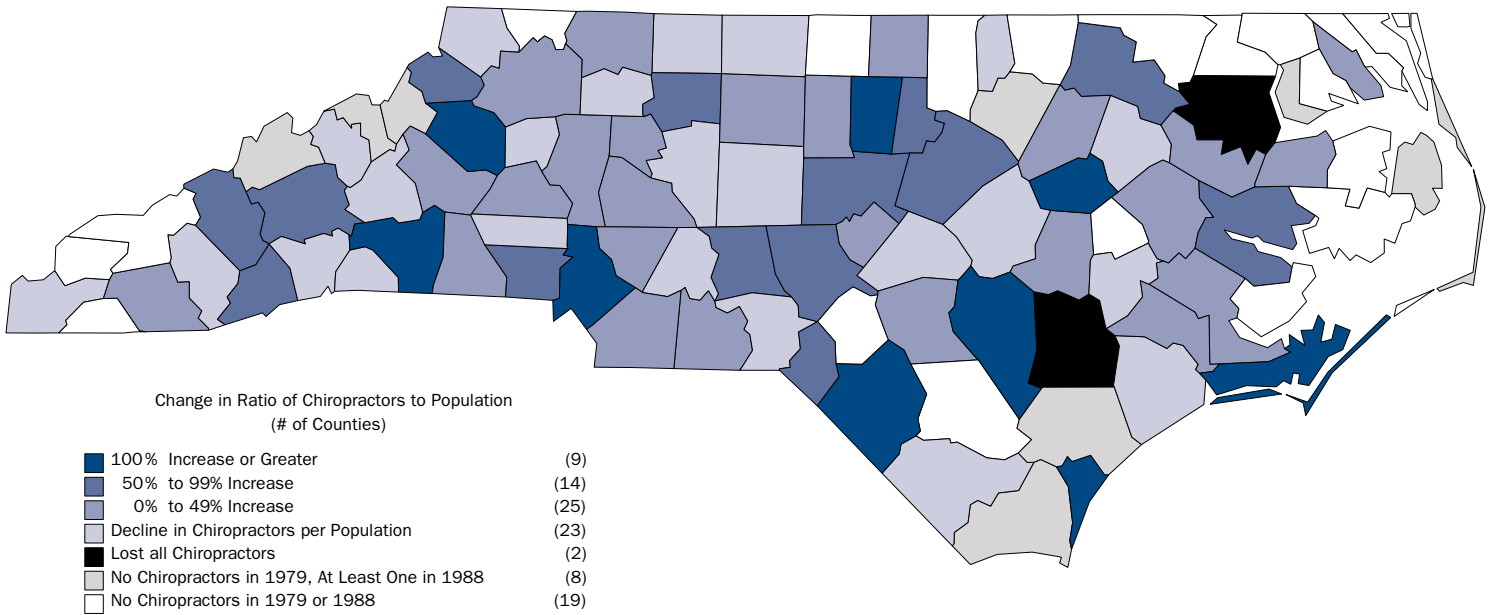 Change in Ratio of Chiropractors to Population
(# of Counties)
100% Increase or Greater (9)
50% to 99% Increase (14)
0% to 49% Increase (25)
Decline in Chiropractors per Population (23)
Lost all Chiropractors (2)
No Chiropractors in 1979, At Least One in 1988 (8)
No Chiropractors in 1979 or 1988 (19)